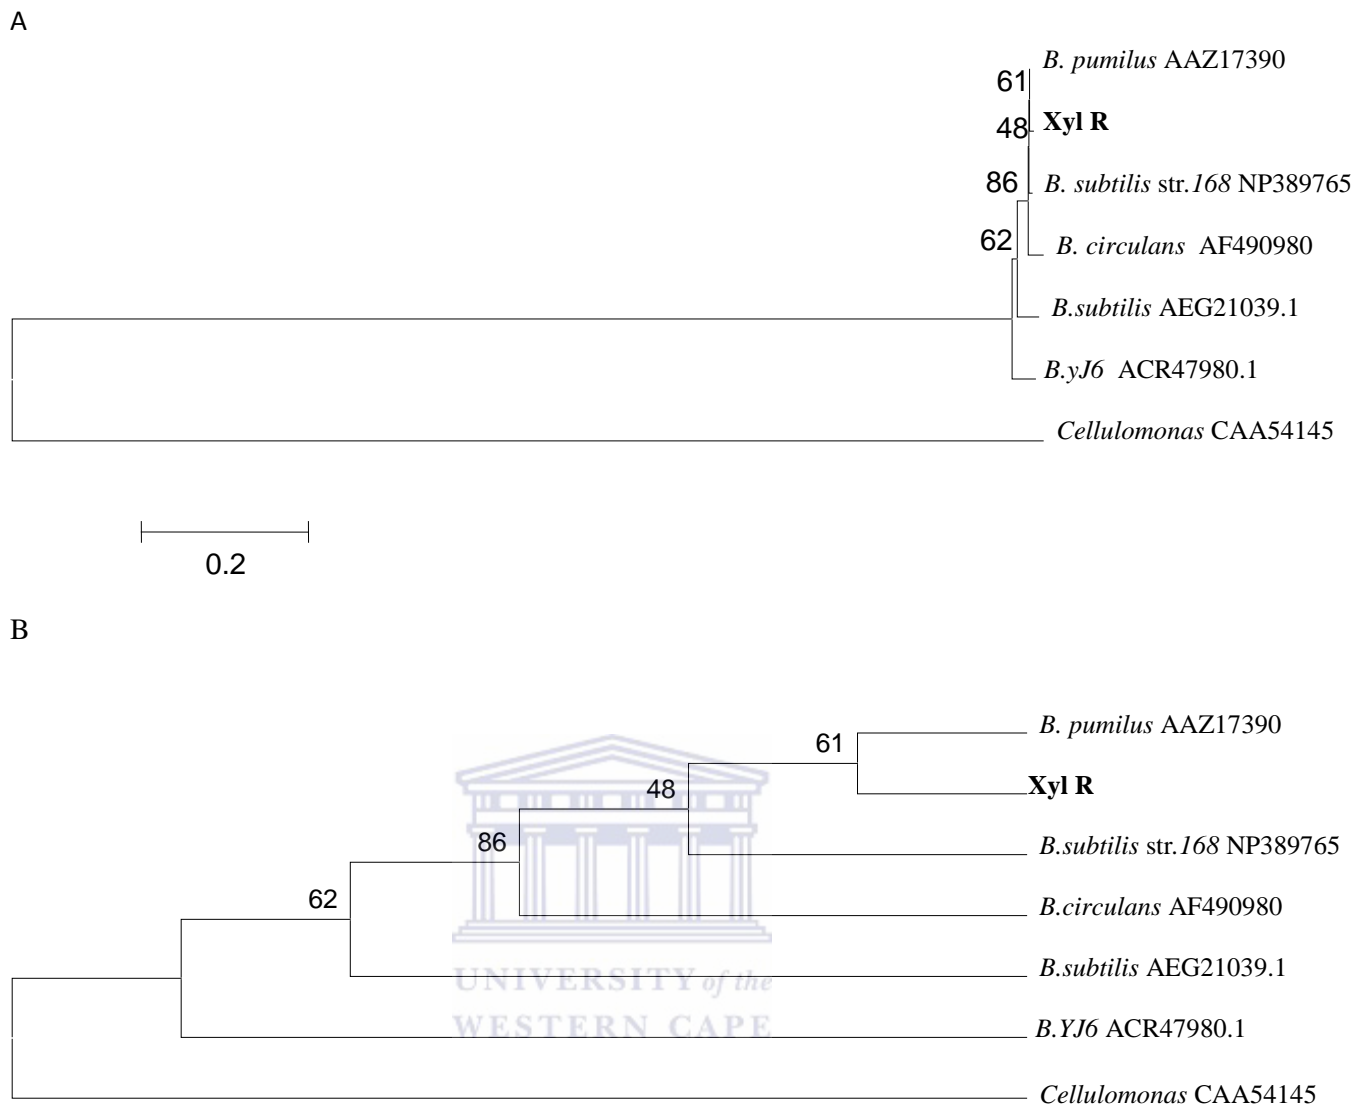 A
B. pumilus AAZ17390
61
Xyl R
48
B. subtilis str.168 NP389765
86
B. circulans AF490980
62
B.subtilis AEG21039.1
B.yJ6 ACR47980.1
Cellulomonas CAA54145
0.2
B
B. pumilus AAZ17390
61
Xyl R
48
B.subtilis str.168 NP389765
86
B.circulans AF490980
62
B.subtilis AEG21039.1
UNIVERSITY of the
WESTERN CAPE
B.YJ6 ACR47980.1
Cellulomonas CAA54145